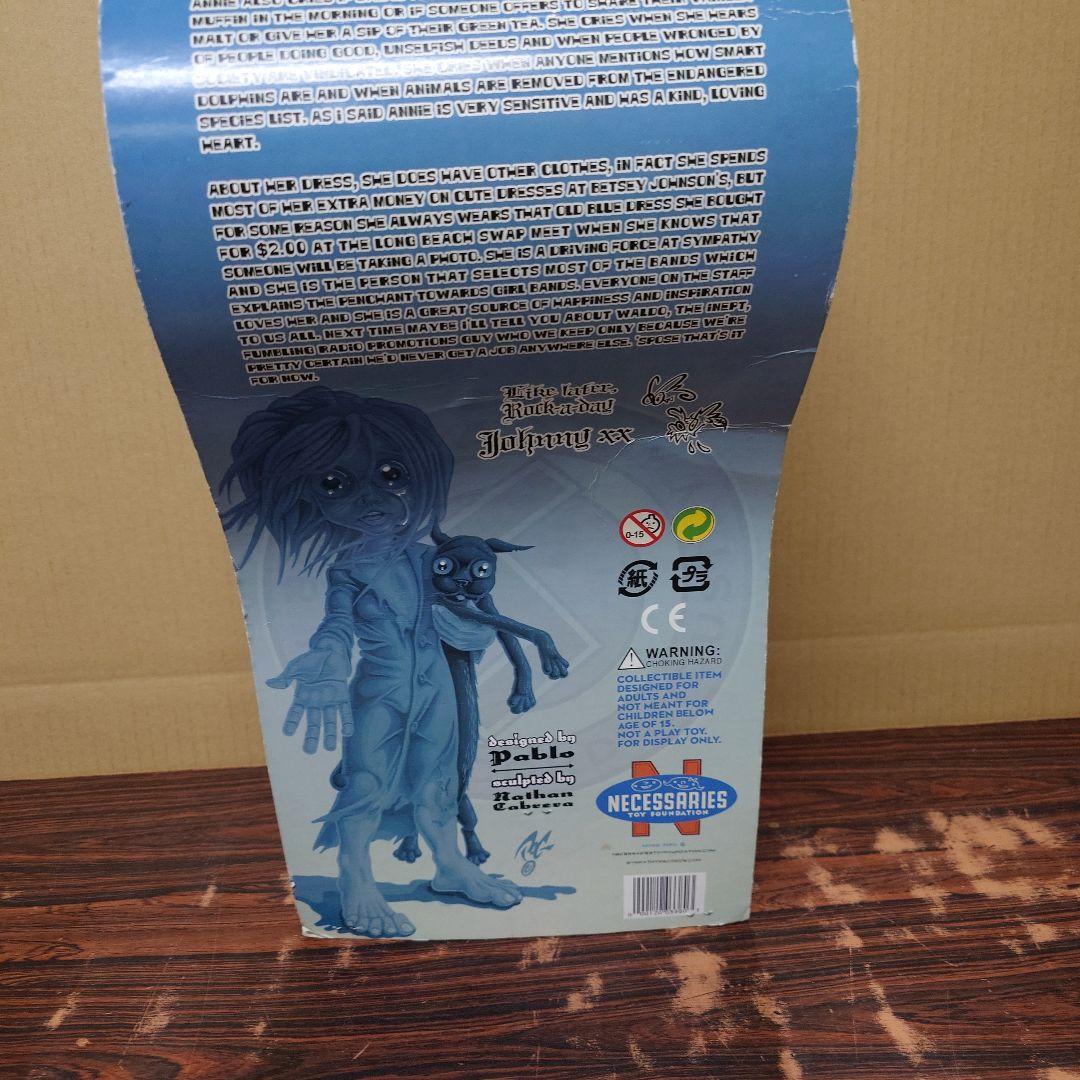 MUFFIN IN THE MORNING OR IF SOMEONE OFFERS TO SHARE THEIR
MALT OR GIVE HER A SIP OF THEIR GREEN TEA. SHE CRIES WHEN SHE HEARS
OF PEOPLE DOING GOOD, UNSELFISH DEEDS AND WHEN PEOPLE WRONGED BY
SOCIETY ARE VINDICATED. SHE CRIES WHEN ANYONE MENTIONS HOW SMART
DOLPHINS ARE AND WHEN ANIMALS ARE REMOVED FROM THE ENDANGERED
SPECIES LIST. AS I SAID ANNIE IS VERY SENSITIVE AND HAS A KIND, LOVING
HEART.
ABOUT HER DRESS, SHE DOES HAVE OTHER CLOTHES, IN FACT SHE SPENDS
MOST OF HER EXTRA MONEY ON CUTE DRESSES AT BETSEY JOHNSON'S, BUT
FOR SOME REASON SHE ALWAYS WEARS THAT OLD BLUE DRESS SHE BOUGHT
FOR $2.00 AT THE LONG BEACH SWAP MEET WHEN SHE KNOWS THAT
SOMEONE WILL BE TAKING A PHOTO. SHE IS A DRIVING FORCE AT SYMPATHY
AND SHE IS THE PERSON THAT SELECTS MOST OF THE BANDS WHICH
EXPLAINS THE PENCHANT TOWARDS GIRL BANDS. EVERYONE ON THE STAFF
LOVES HER AND SHE IS A GREAT SOURCE OF HAPPINESS AND INSPIRATION
TO US ALL. NEXT TIME MAYBE I'LL TELL YOU ABOUT WALDO, THE INEPT,
FUMBLING RADIO PROMOTIONS GUY WHO WE KEEP ONLY BECAUSE WE'RE
PRETTY CERTAIN HE'D NEVER GET A JOB ANYWHERE ELSE. 'SPOSE THAT'S IT
FOR NOW.
Like later,
Rock-a-day
Johnny xx
0-15
紙 プラ
CE
WARNING:
CHOKING HAZARD
COLLECTIBLE ITEM
DESIGNED FOR
ADULTS AND
NOT MEANT FOR
CHILDREN BELOW
AGE OF 15.
NOT A PLAY TOY.
FOR DISPLAY ONLY.
designed by
Pablo
sculpted by
Nathan
Cabrera
N
NECESSARIES
TOY FOUNDATION